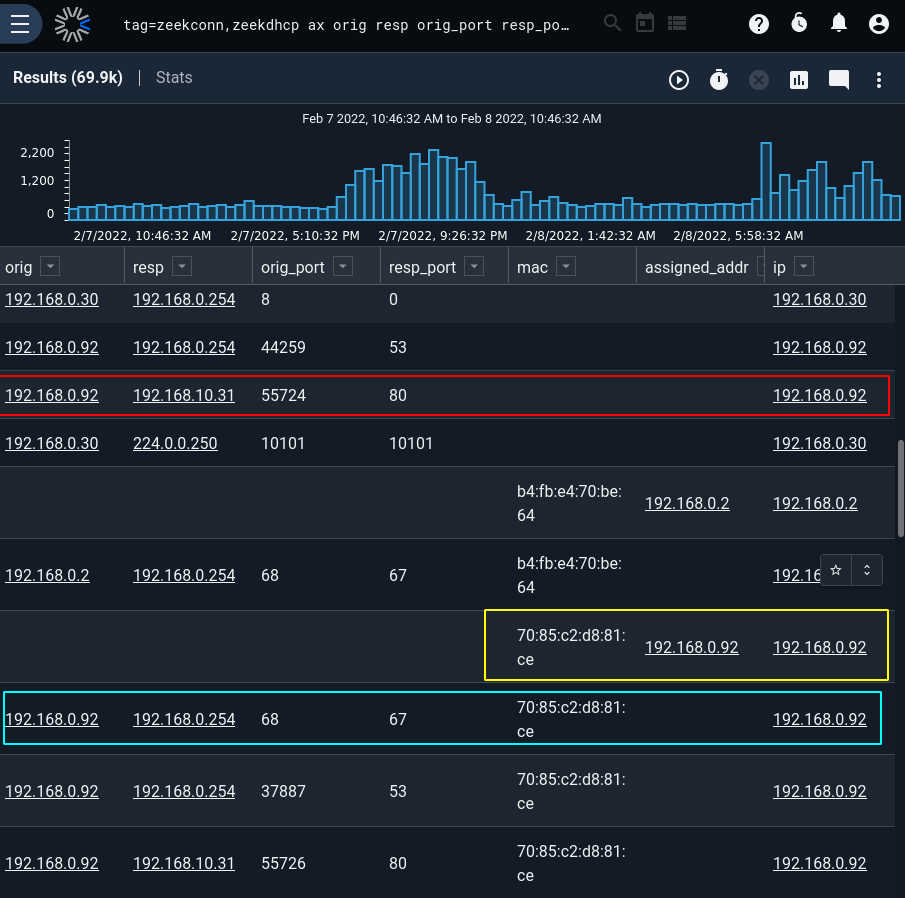 tag=zeekconn,zeekdhcp ax orig resp orig_port resp_po…
Results (69.9k) | Stats
Feb 7 2022, 10:46:32 AM to Feb 8 2022, 10:46:32 AM
2,200
1,200
0
2/7/2022, 10:46:32 AM 2/7/2022, 5:10:32 PM 2/7/2022, 9:26:32 PM 2/8/2022, 1:42:32 AM 2/8/2022, 5:58:32 AM
orig resp orig_port resp_port mac assigned_addr ip
192.168.0.30 192.168.0.254 8 0 192.168.0.30
192.168.0.92 192.168.0.254 44259 53 192.168.0.92
192.168.0.92 192.168.10.31 55724 80 192.168.0.92
192.168.0.30 224.0.0.250 10101 10101 192.168.0.30
b4:fb:e4:70:be:
64 192.168.0.2 192.168.0.2
192.168.0.2 192.168.0.254 68 67 b4:fb:e4:70:be:
64 192.16
70:85:c2:d8:81:
ce 192.168.0.92 192.168.0.92
192.168.0.92 192.168.0.254 68 67 70:85:c2:d8:81:
ce 192.168.0.92
192.168.0.92 192.168.0.254 37887 53 70:85:c2:d8:81:
ce 192.168.0.92
192.168.0.92 192.168.10.31 55726 80 70:85:c2:d8:81:
ce 192.168.0.92